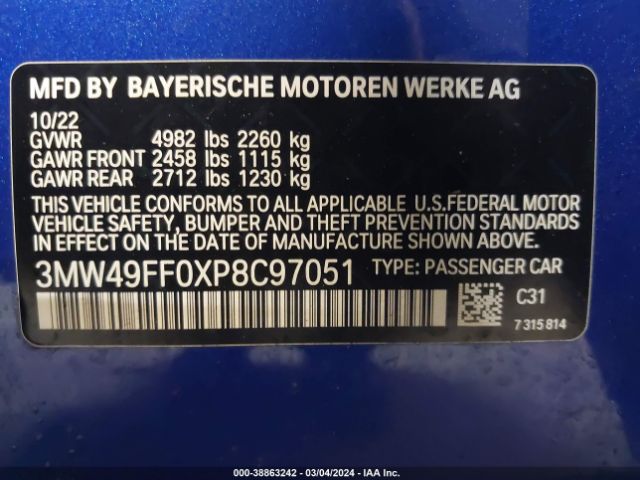 MFD BY BAYERISCHE MOTOREN WERKE AG
10/22
GVWR 4982 lbs 2260 kg
GAWR FRONT 2458 lbs 1115 kg
GAWR REAR 2712 lbs 1230 kg
THIS VEHICLE CONFORMS TO ALL APPLICABLE U.S.FEDERAL MOTOR
VEHICLE SAFETY, BUMPER AND THEFT PREVENTION STANDARDS
IN EFFECT ON THE DATE OF MANUFACTURE SHOWN ABOVE.
3MW49FF0XP8C97051 TYPE: PASSENGER CAR
C31
7315814
000-38863242 - 03/04/2024 - IAA Inc.